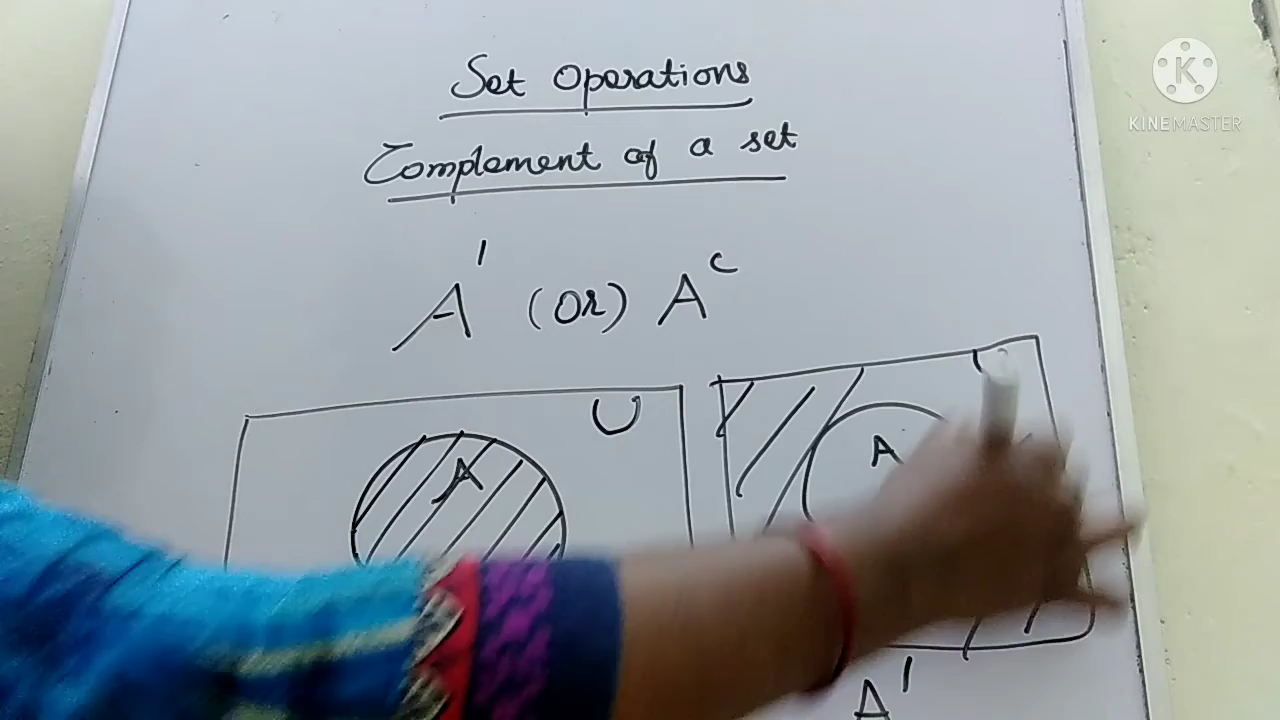 Set Operations
Complement of a set
A' (Or) A^c
U
A
A
A'
KINEMASTER